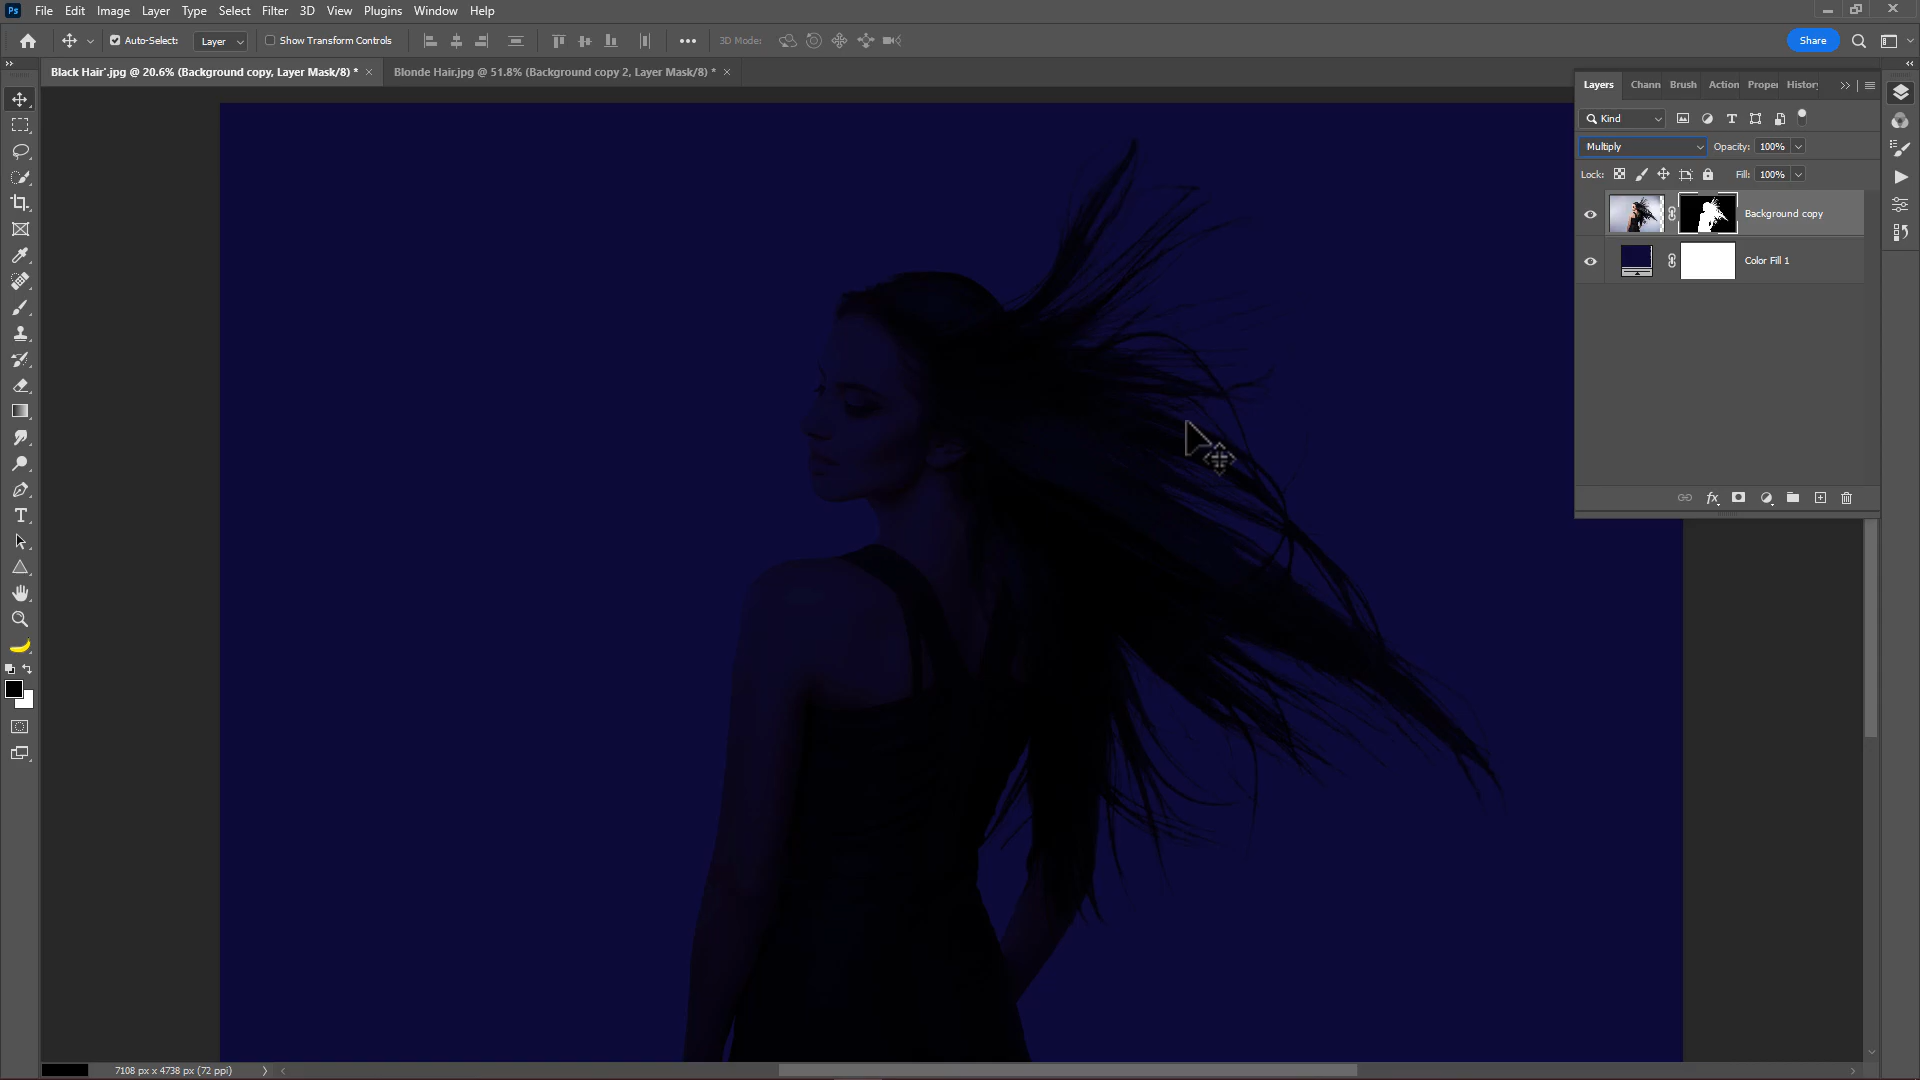 Ps File Edit Image Layer Type Select Filter 3D View Plugins Window Help
Auto-Select: Layer Show Transform Controls 3D Mode: Share
Black Hair'.jpg @ 20.6% (Background copy, Layer Mask/8) * × Blonde Hair.jpg @ 51.8% (Background copy 2, Layer Mask/8) * ×
Layers Chann Brush Action Proper History
Kind
Multiply Opacity: 100%
Lock: Fill: 100%
Background copy
Color Fill 1
fx
7108 px x 4738 px (72 ppi)